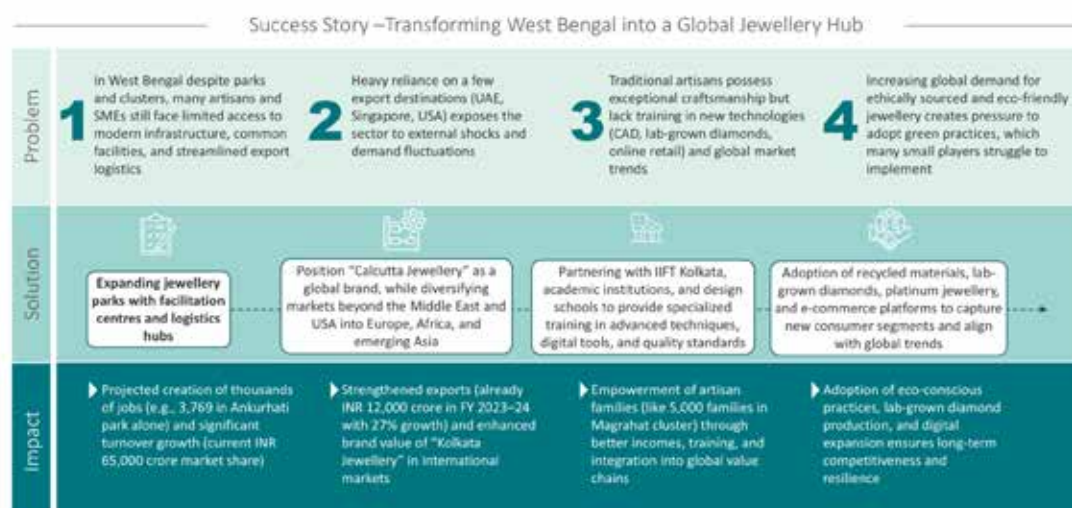 Success Story –Transforming West Bengal into a Global Jewellery Hub
Problem
1
In West Bengal despite parks
and clusters, many artisans and
SMEs still face limited access to
modern infrastructure, common
facilities, and streamlined export
logistics
2
Heavy reliance on a few
export destinations (UAE,
Singapore, USA) exposes the
sector to external shocks and
demand fluctuations
3
Traditional artisans possess
exceptional craftsmanship but
lack training in new technologies
(CAD, lab-grown diamonds,
online retail) and global market
trends
4
Increasing global demand for
ethically sourced and eco-friendly
jewellery creates pressure to
adopt green practices, which
many small players struggle to
implement
Solution
Expanding jewellery
parks with facilitation
centres and logistics
hubs
Position "Calcutta Jewellery" as a
global brand, while diversifying
markets beyond the Middle East and
USA into Europe, Africa, and
emerging Asia
Partnering with IIFT Kolkata,
academic institutions, and design
schools to provide specialized
training in advanced techniques,
digital tools, and quality standards
Adoption of recycled materials, lab-
grown diamonds, platinum jewellery,
and e-commerce platforms to capture
new consumer segments and align
with global trends
Impact
Projected creation of thousands
of jobs (e.g., 3,769 in Ankurhati
park alone) and significant
turnover growth (current INR
65,000 crore market share)
Strengthened exports (already
INR 12,000 crore in FY 2023–24
with 27% growth) and enhanced
brand value of "Kolkata
Jewellery" in international
markets
Empowerment of artisan
families (like 5,000 families in
Magrahat cluster) through
better incomes, training, and
integration into global value
chains
Adoption of eco-conscious
practices, lab-grown diamond
production, and digital
expansion ensures long-term
competitiveness and
resilience